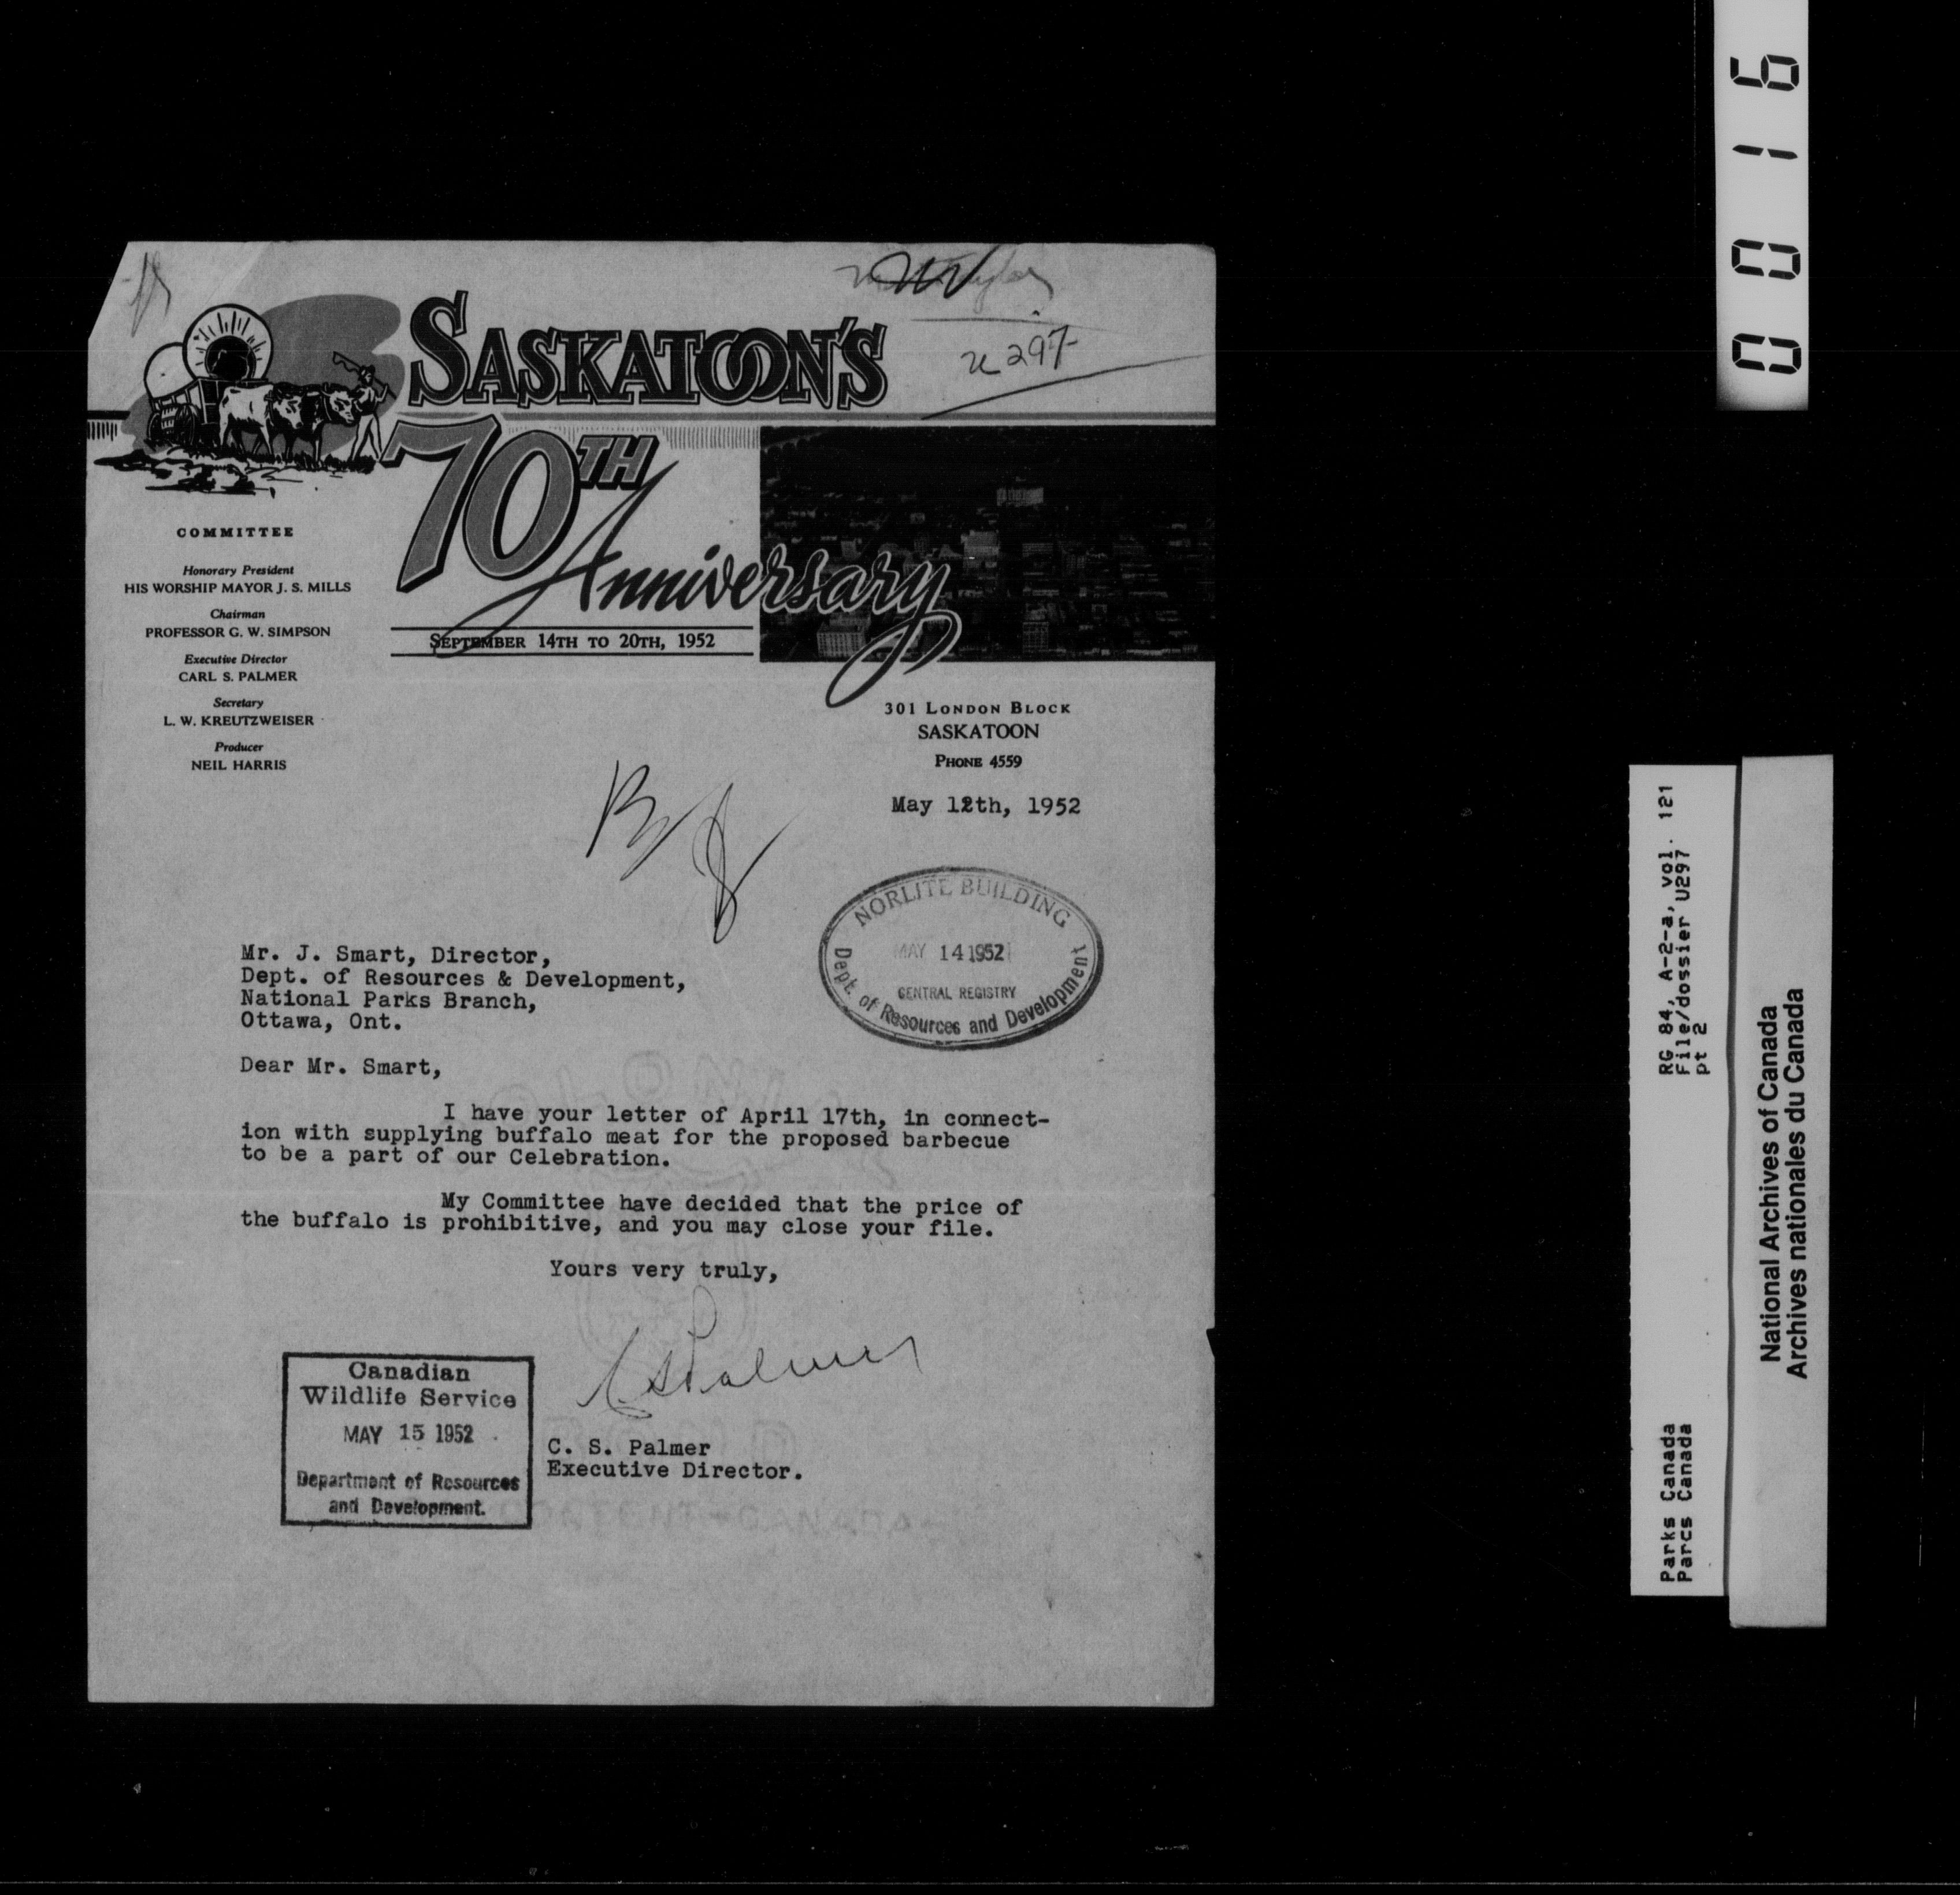 SASKATOON'S
u 297
70TH
Anniversary
SEPTEMBER 14TH TO 20TH, 1952
COMMITTEE
Honorary President
HIS WORSHIP MAYOR J. S. MILLS
Chairman
PROFESSOR G. W. SIMPSON
Executive Director
CARL S. PALMER
Secretary
L. W. KREUTZWEISER
Producer
NEIL HARRIS
301 LONDON BLOCK
SASKATOON
PHONE 4559
May 12th, 1952
NORLITE BUILDING
MAY 14 1952
CENTRAL REGISTRY
Dept. of Resources and Development
Mr. J. Smart, Director,
Dept. of Resources & Development,
National Parks Branch,
Ottawa, Ont.
Dear Mr. Smart,
I have your letter of April 17th, in connect-
ion with supplying buffalo meat for the proposed barbecue
to be a part of our Celebration.
My Committee have decided that the price of
the buffalo is prohibitive, and you may close your file.
Yours very truly,
CSPalmer
C. S. Palmer
Executive Director.
Canadian
Wildlife Service
MAY 15 1952
Department of Resources
and Development.
0016
RG 84, A-2-a, vol. 121
File/dossier U297
pt 2
Parks Canada
Parcs Canada
National Archives of Canada
Archives nationales du Canada